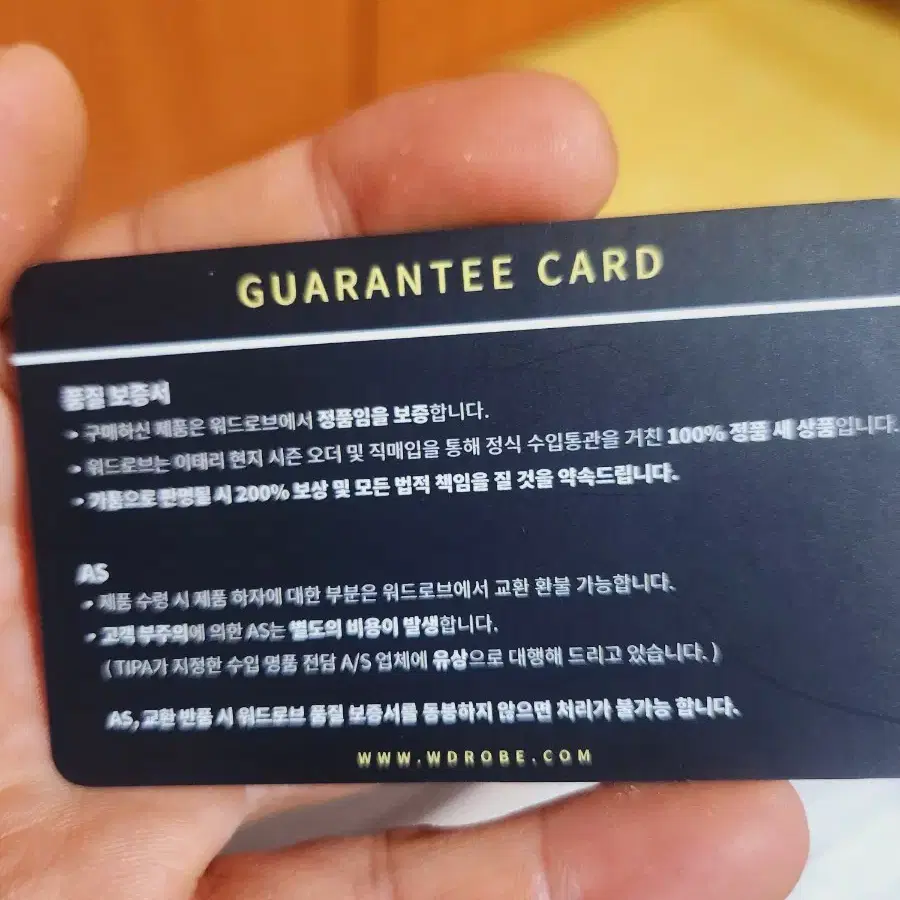 GUARANTEE CARD
품질 보증서
- 구매하신 제품은 워드로브에서 정품임을 보증합니다.
- 워드로브는 이태리 현지 시즌 오더 및 직매입을 통해 정식 수입통관을 거친 100% 정품 새 상품입니다.
- 가품으로 판명될 시 200% 보상 및 모든 법적 책임을 질 것을 약속드립니다.
AS
- 제품 수령 시 제품 하자에 대한 부분은 워드로브에서 교환 환불 가능합니다.
- 고객 부주의에 의한 AS는 별도의 비용이 발생합니다.
( TIPA가 지정한 수입 명품 전담 A/S 업체에 유상으로 대행해 드리고 있습니다. )
AS, 교환 반품 시 워드로브 품질 보증서를 동봉하지 않으면 처리가 불가능 합니다.
WWW.WDROBE.COM